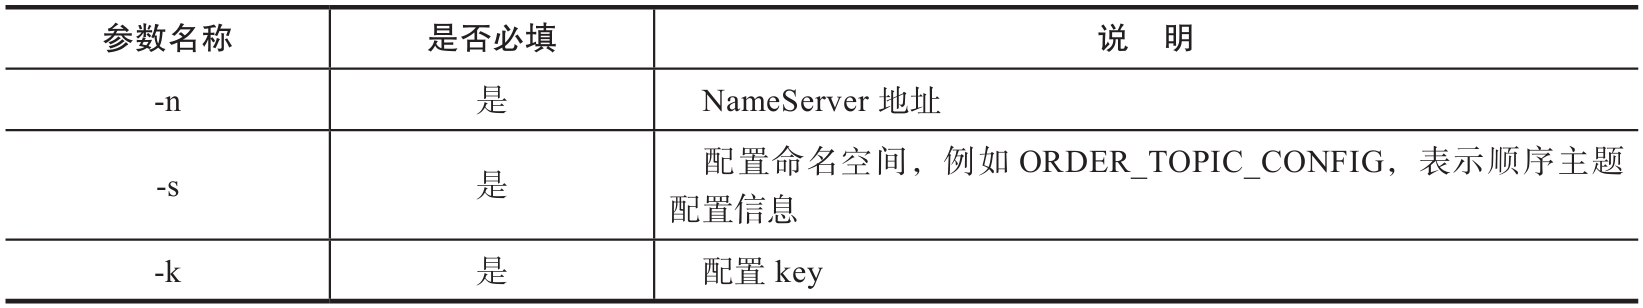 参数名称 是否必填 说 明
-n 是 NameServer 地址
-s 是 配置命名空间，例如 ORDER_TOPIC_CONFIG，表示顺序主题
配置信息
-k 是 配置 key